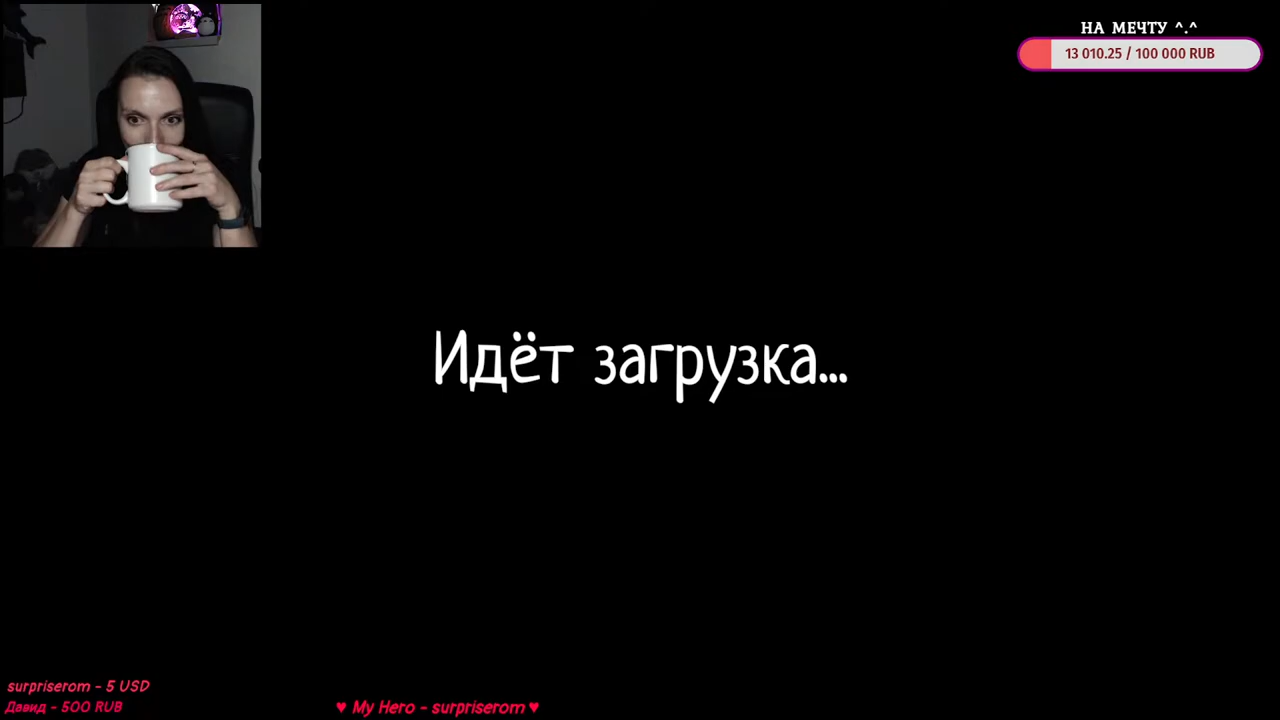 НА МЕЧТУ ^.^
13 010.25 / 100 000 RUB
Идёт загрузка...
surpriserom - 5 USD
Давид - 500 RUB
♥ My Hero - surpriserom ♥